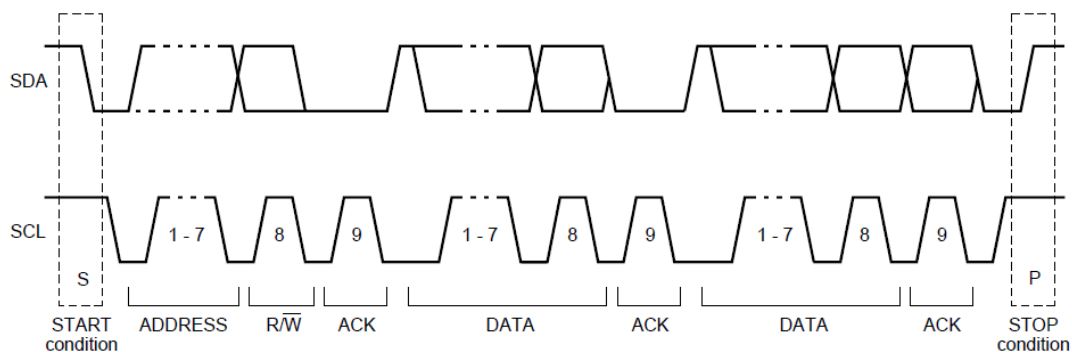 SDA
SCL
1 - 7
8
9
1 - 7
8
9
1 - 7
8
9
S
P
START condition
ADDRESS
R/W̅
ACK
DATA
ACK
DATA
ACK
STOP condition